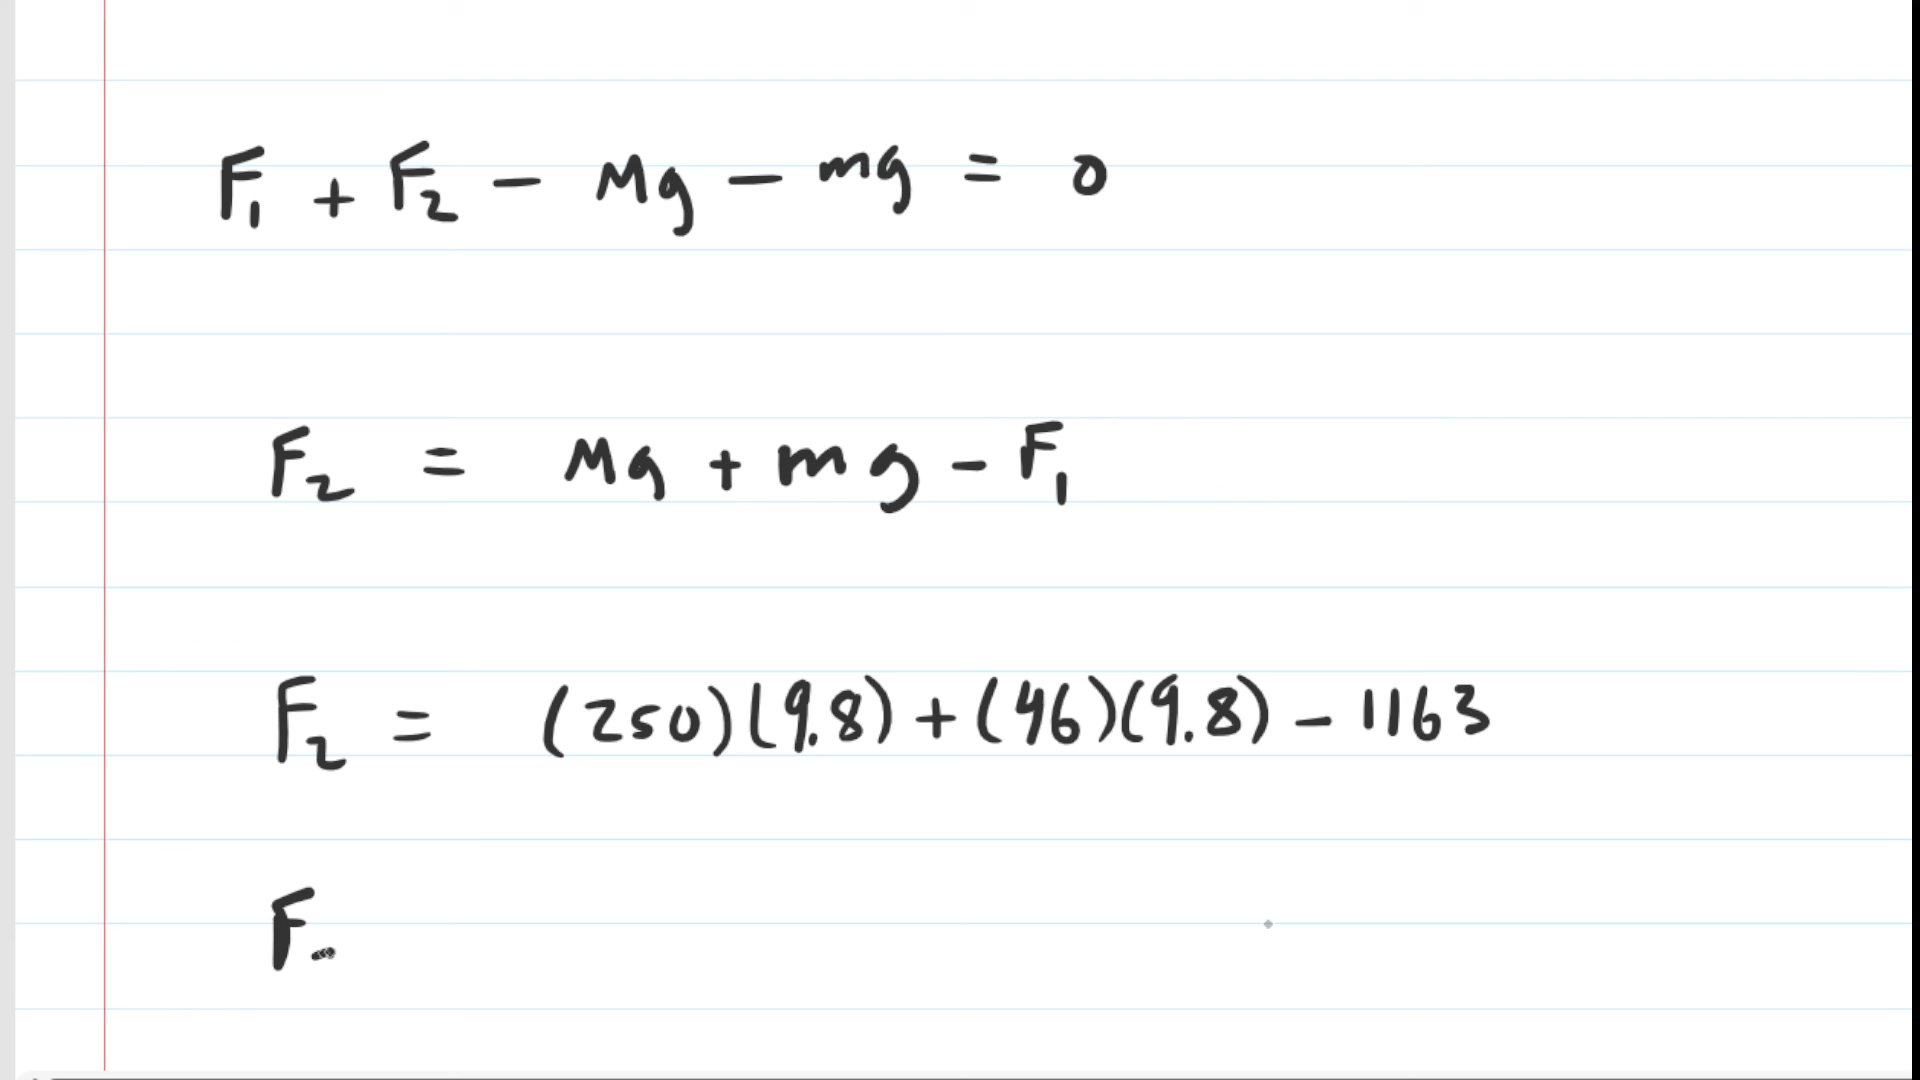 F₁ + F₂ - Mg - mg = 0
F₂ = Mg + mg - F₁
F₂ = (250)(9.8) + (46)(9.8) - 1163
F